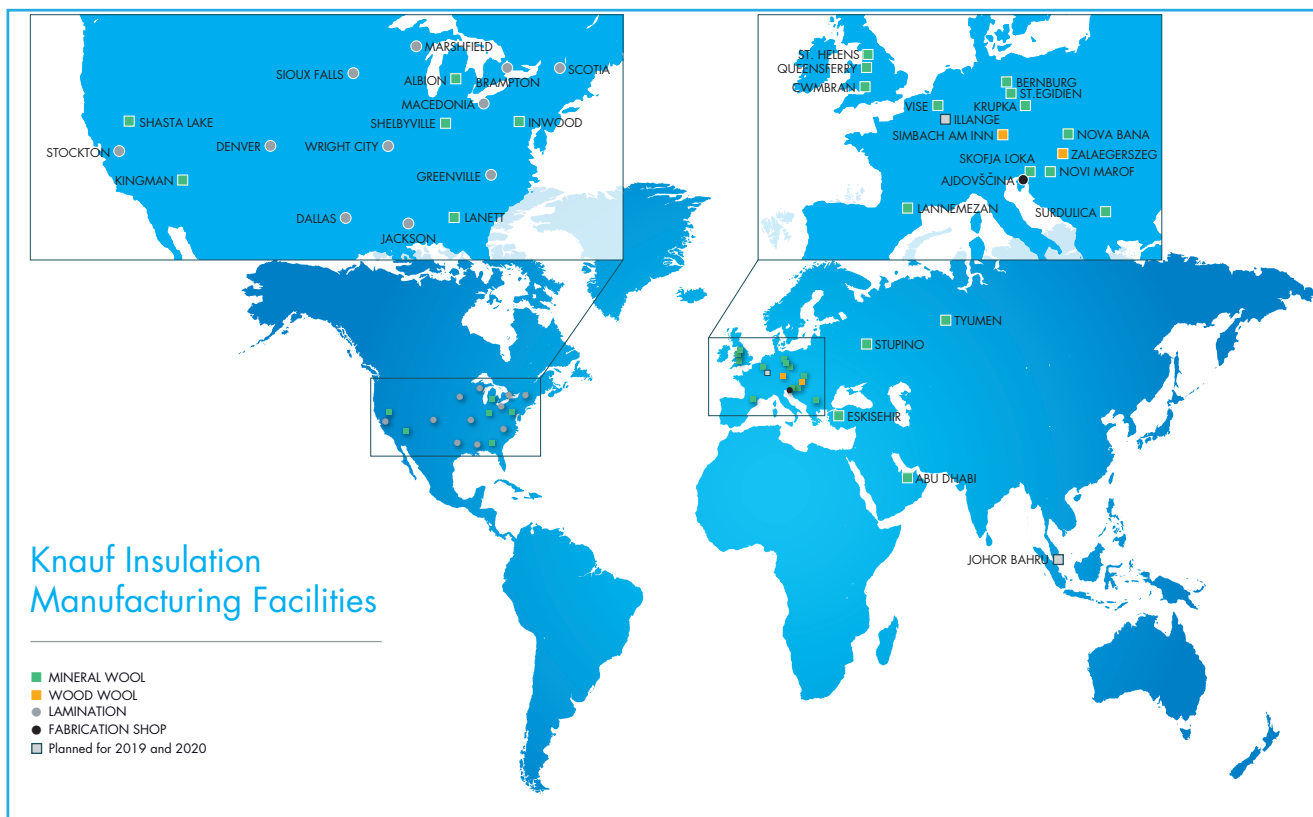 MARSHFIELD
SIOUX FALLS
ALBION
BRAMPTON
SCOTIA
MACEDONIA
SHASTA LAKE
SHELBYVILLE
INWOOD
STOCKTON
DENVER
WRIGHT CITY
KINGMAN
GREENVILLE
DALLAS
LANETT
JACKSON
ST. HELENS
QUEENSFERRY
CWMBRAN
BERNBURG
ST.EGIDIEN
VISE
KRUPKA
ILLANGE
SIMBACH AM INN
NOVA BANA
ZALAEGERSZEG
SKOFJA LOKA
NOVI MAROF
AJDOVŠČINA
LANNEMEZAN
SURDULICA
TYUMEN
STUPINO
ESKISEHIR
ABU DHABI
JOHOR BAHRU
Knauf Insulation
Manufacturing Facilities
MINERAL WOOL
WOOD WOOL
LAMINATION
FABRICATION SHOP
Planned for 2019 and 2020